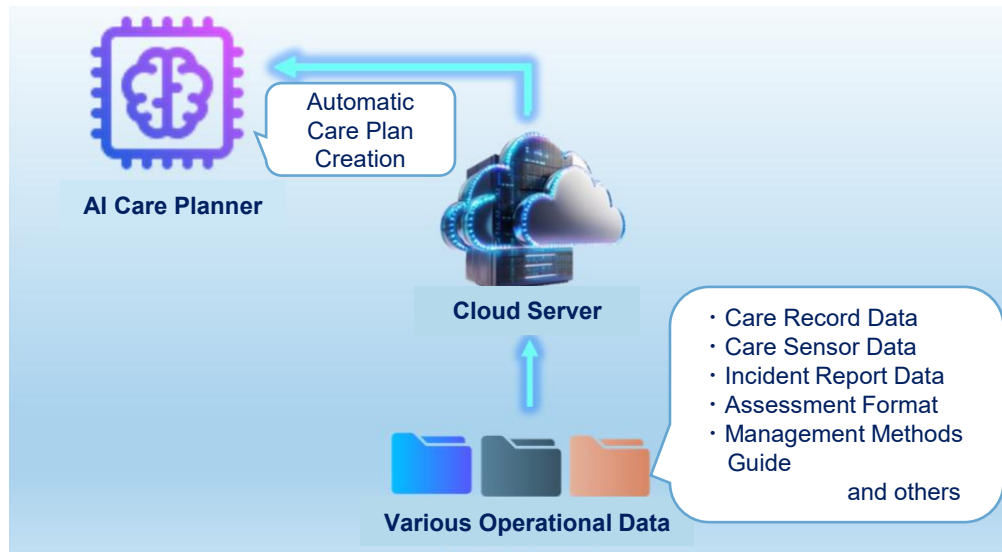 Automatic
Care Plan
Creation
AI Care Planner
Cloud Server
・Care Record Data
・Care Sensor Data
・Incident Report Data
・Assessment Format
・Management Methods
Guide
and others
Various Operational Data